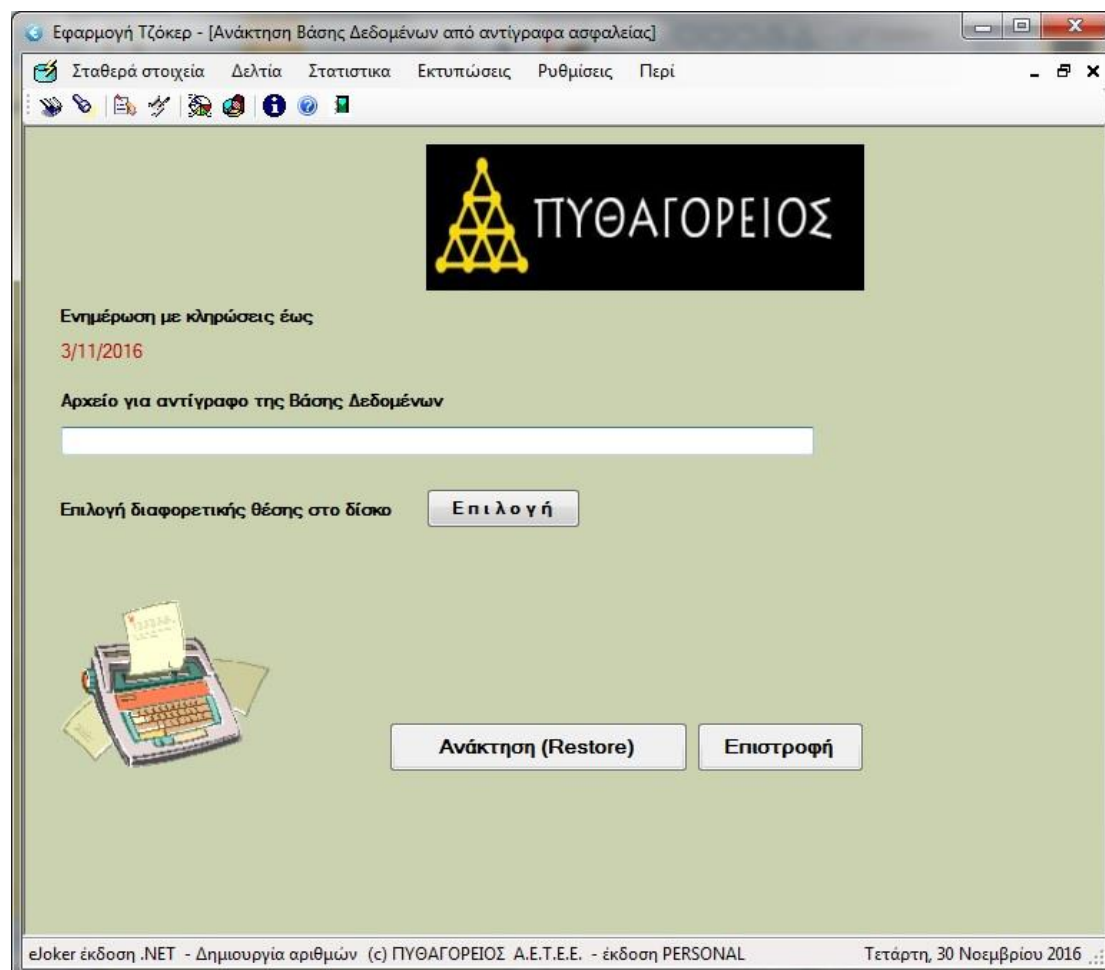 Εφαρμογή Τζόκερ - [Ανάκτηση Βάσης Δεδομένων από αντίγραφα ασφαλείας]
Σταθερά στοιχεία Δελτία Στατιστικα Εκτυπώσεις Ρυθμίσεις Περί
ΠΥΘΑΓΟΡΕΙΟΣ
Ενημέρωση με κληρώσεις έως
3/11/2016
Αρχείο για αντίγραφο της Βάσης Δεδομένων
Επιλογή διαφορετικής θέσης στο δίσκο Επιλογή
Ανάκτηση (Restore) Επιστροφή
eJoker έκδοση .NET - Δημιουργία αριθμών (c) ΠΥΘΑΓΟΡΕΙΟΣ Α.Ε.Τ.Ε.Ε. - έκδοση PERSONAL Τετάρτη, 30 Νοεμβρίου 2016